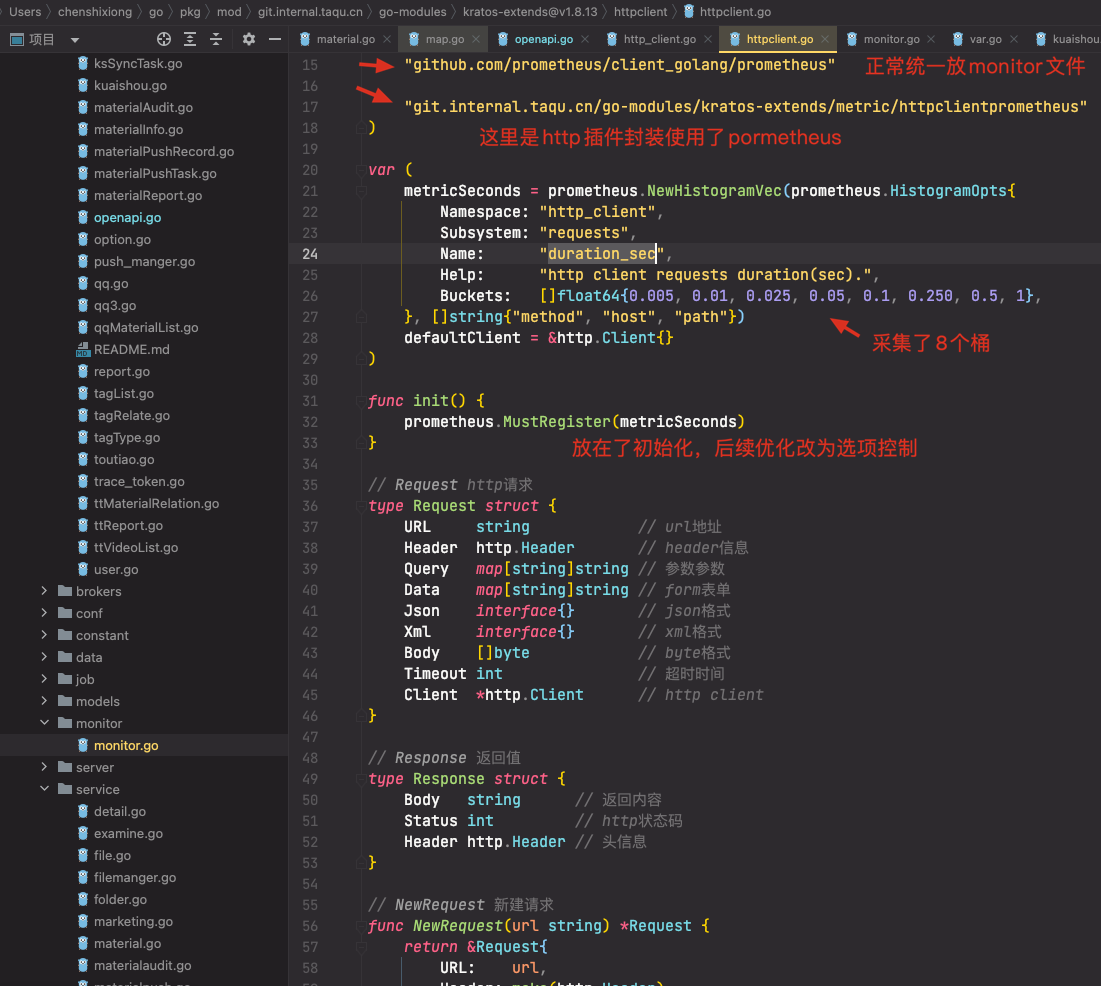 Users > chenshixiong > go > pkg > mod > git.internal.taqu.cn > go-modules > kratos-extends@v1.8.13 > httpclient > httpclient.go
项目
material.go
map.go
openapi.go
http_client.go
httpclient.go
monitor.go
var.go
kuaishou
ksSyncTask.go
kuaishou.go
materialAudit.go
materialInfo.go
materialPushRecord.go
materialPushTask.go
materialReport.go
openapi.go
option.go
push_manger.go
qq.go
qq3.go
qqMaterialList.go
README.md
report.go
tagList.go
tagRelate.go
tagType.go
toutiao.go
trace_token.go
ttMaterialRelation.go
ttReport.go
ttVideoList.go
user.go
brokers
conf
constant
data
job
models
monitor
monitor.go
server
service
detail.go
examine.go
file.go
filemanger.go
folder.go
marketing.go
material.go
materialaudit.go
15 "github.com/prometheus/client_golang/prometheus" 正常统一放monitor文件
16
17 "git.internal.taqu.cn/go-modules/kratos-extends/metric/httpclientprometheus"
18 ) 这里是http插件封装使用了pormetheus
19
20 var (
21 metricSeconds = prometheus.NewHistogramVec(prometheus.HistogramOpts{
22 Namespace: "http_client",
23 Subsystem: "requests",
24 Name: "duration_sec",
25 Help: "http client requests duration(sec).",
26 Buckets: []float64{0.005, 0.01, 0.025, 0.05, 0.1, 0.250, 0.5, 1},
27 }, []string{"method", "host", "path"})
28 defaultClient = &http.Client{} 采集了8个桶
29 )
30
31 func init() {
32 prometheus.MustRegister(metricSeconds)
33 } 放在了初始化，后续优化改为选项控制
34
35 // Request http请求
36 type Request struct {
37 URL string // url地址
38 Header http.Header // header信息
39 Query map[string]string // 参数参数
40 Data map[string]string // form表单
41 Json interface{} // json格式
42 Xml interface{} // xml格式
43 Body []byte // byte格式
44 Timeout int // 超时时间
45 Client *http.Client // http client
46 }
47
48 // Response 返回值
49 type Response struct {
50 Body string // 返回内容
51 Status int // http状态码
52 Header http.Header // 头信息
53 }
54
55 // NewRequest 新建请求
56 func NewRequest(url string) *Request {
57 return &Request{
58 URL: url,